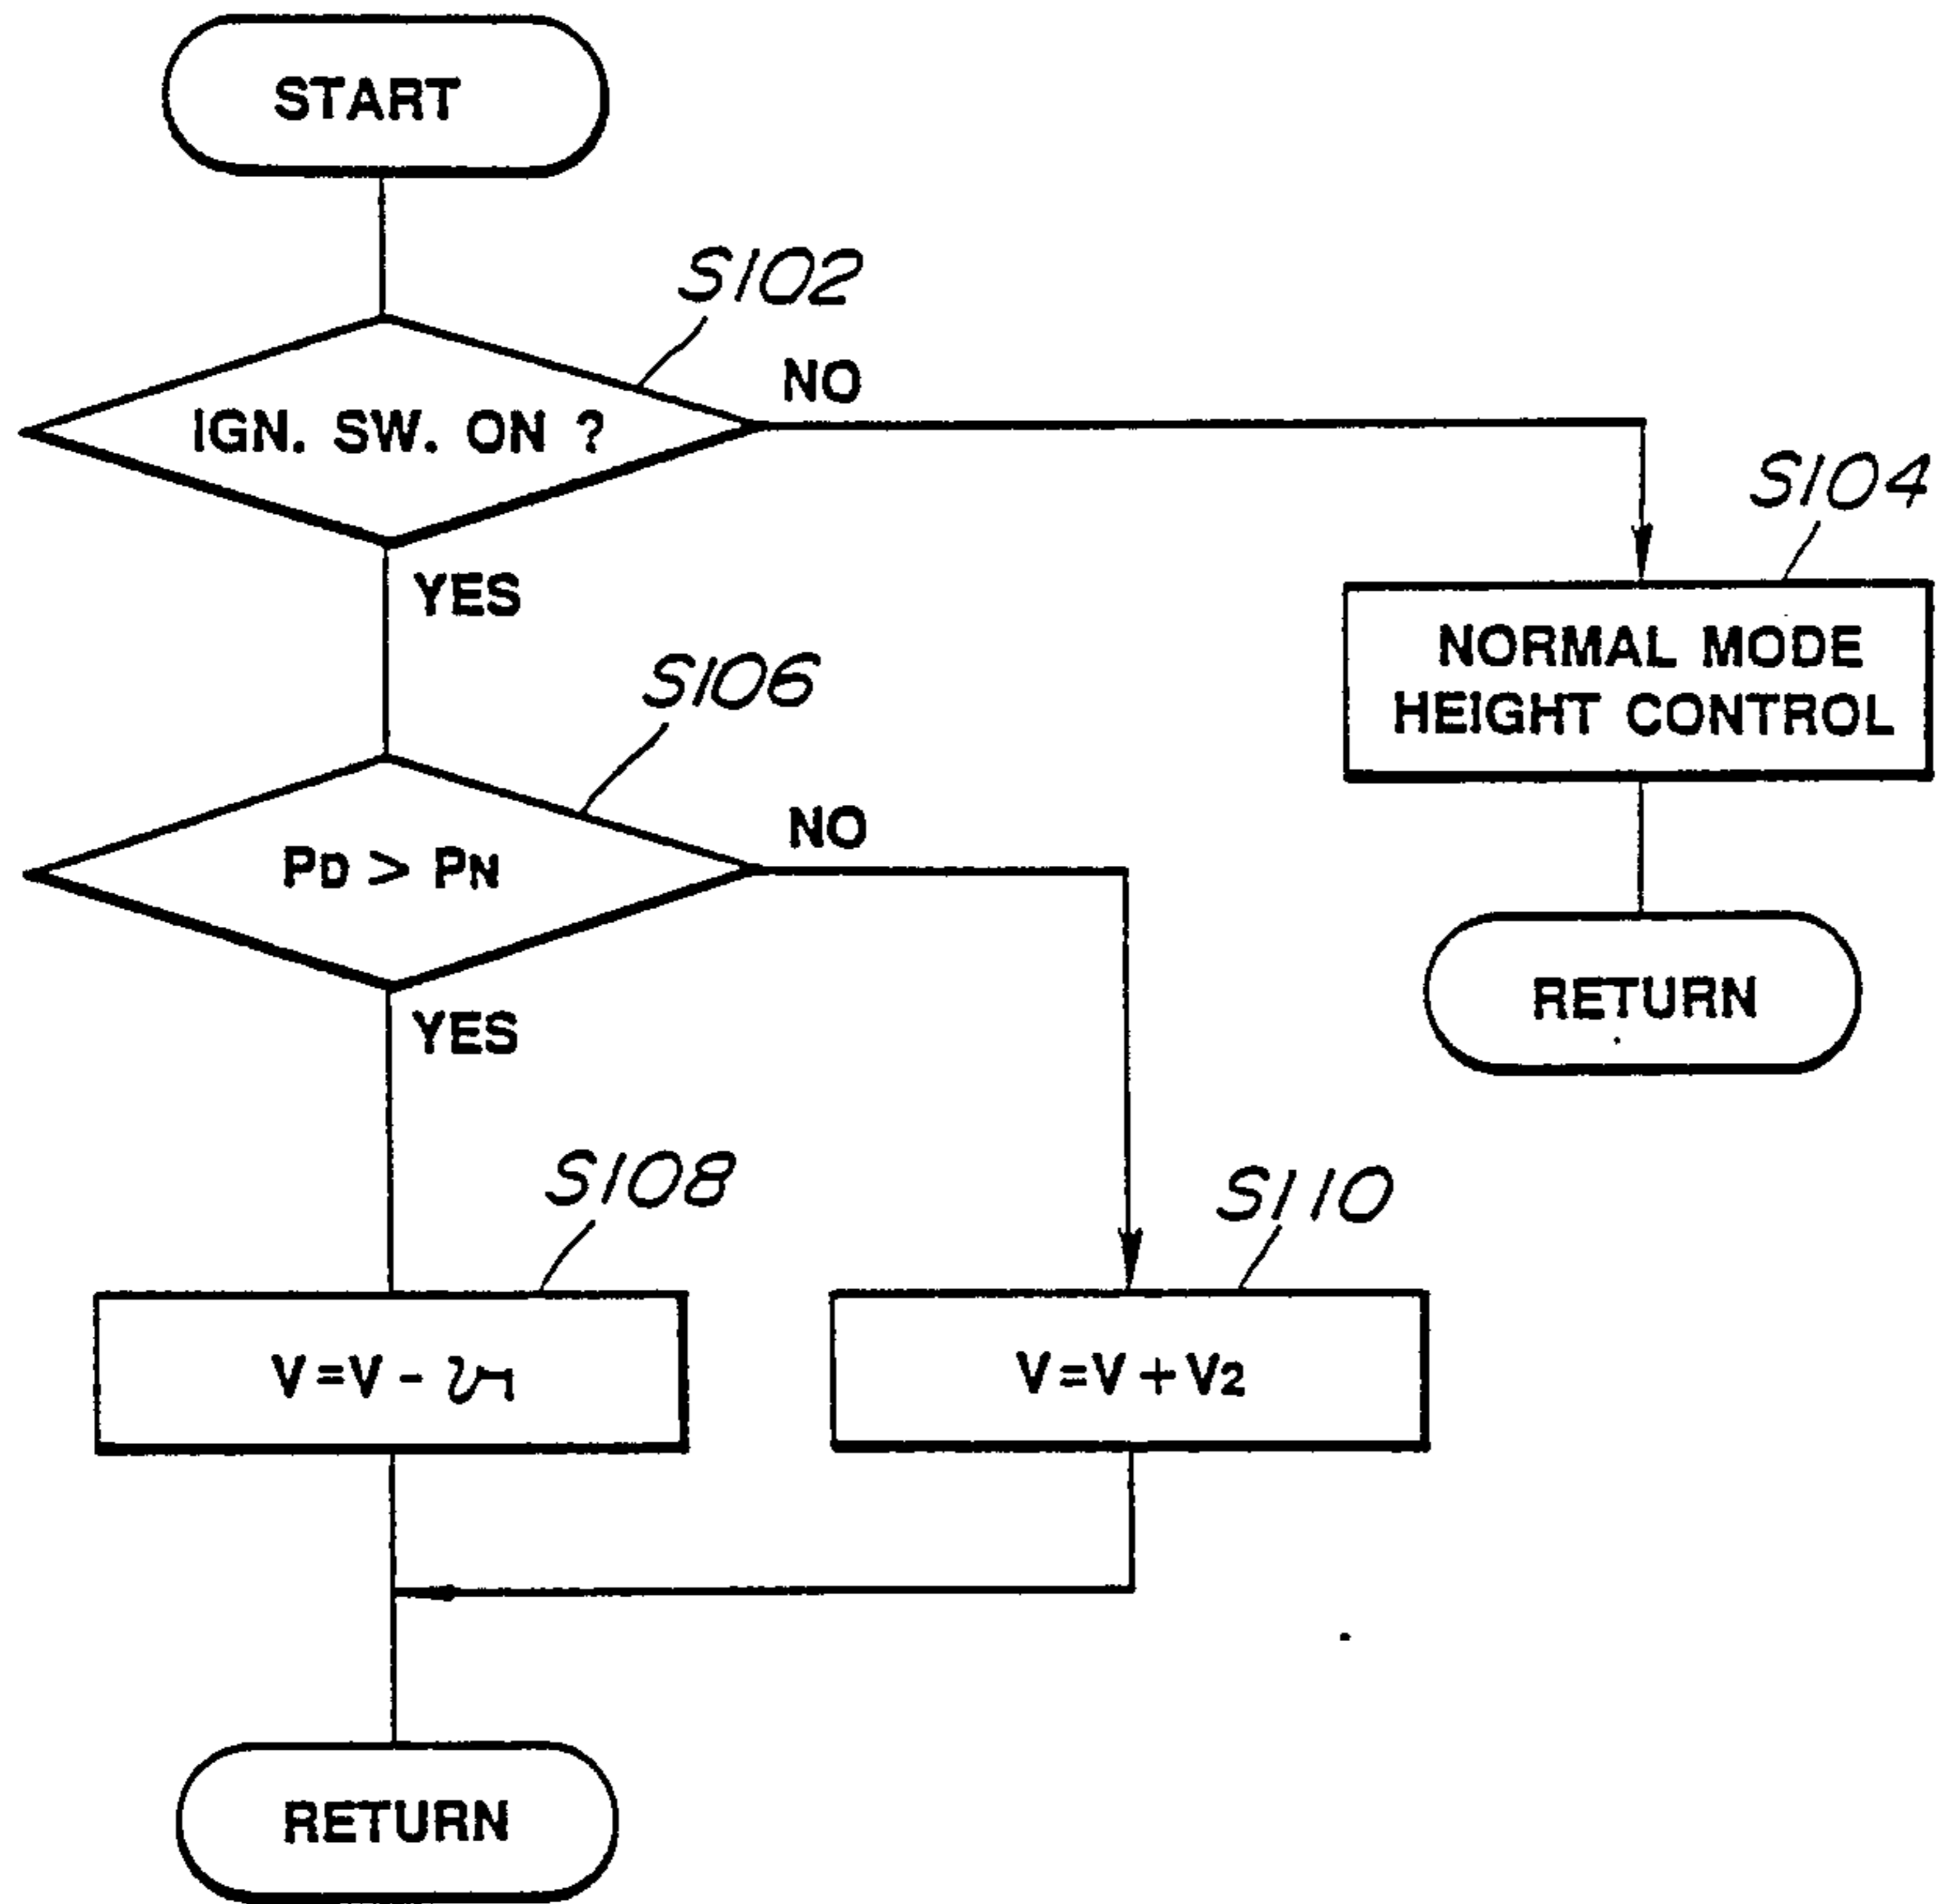 START
S102
IGN. SW. ON ?
NO
YES
S104
NORMAL MODE
HEIGHT CONTROL
RETURN
S106
PD > PN
NO
YES
S108
V=V-
S110
V=V+V2
RETURN